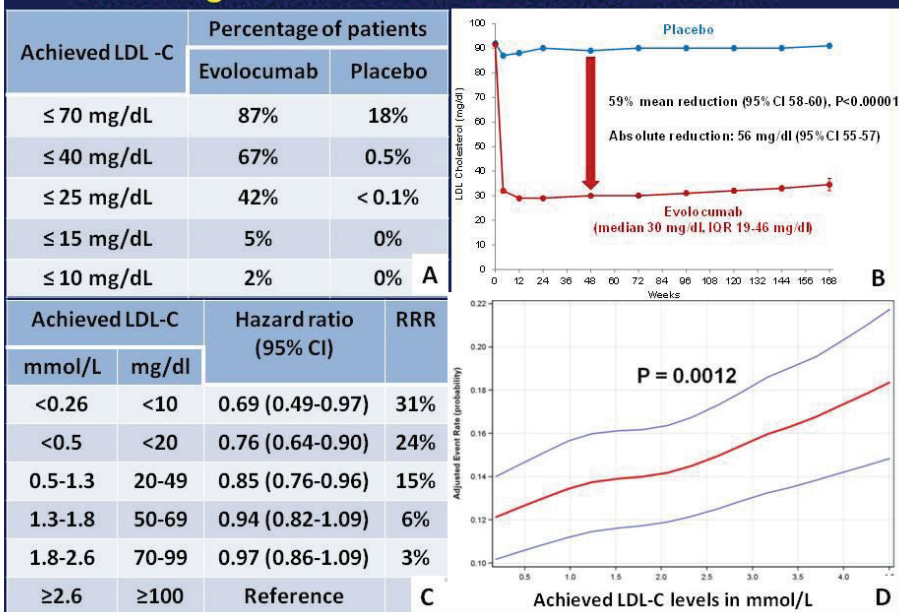 Achieved LDL -C
Percentage of patients
Evolocumab
Placebo
≤ 70 mg/dL 87% 18%
≤ 40 mg/dL 67% 0.5%
≤ 25 mg/dL 42% < 0.1%
≤ 15 mg/dL 5% 0%
≤ 10 mg/dL 2% 0%
A
LDL Cholesterol (mg/dl)
100
90
80
70
60
50
40
30
20
10
0
Placebo
59% mean reduction (95%CI 58-60), P<0.00001
Absolute reduction: 56 mg/dl (95%CI 55-57)
Evolocumab
(median 30 mg/dl, IQR 19-46 mg/dl)
0 12 24 36 48 60 72 84 96 108 120 132 144 156 168
Weeks
B
Achieved LDL-C
Hazard ratio
(95% CI)
RRR
mmol/L mg/dl
<0.26 <10 0.69 (0.49-0.97) 31%
<0.5 <20 0.76 (0.64-0.90) 24%
0.5-1.3 20-49 0.85 (0.76-0.96) 15%
1.3-1.8 50-69 0.94 (0.82-1.09) 6%
1.8-2.6 70-99 0.97 (0.86-1.09) 3%
≥2.6 ≥100 Reference
C
Adjusted Event Rate (probability)
0.22
0.20
0.18
0.16
0.14
0.12
0.10
P = 0.0012
0.5 1.0 1.5 2.0 2.5 3.0 3.5 4.0
Achieved LDL-C levels in mmol/L
D